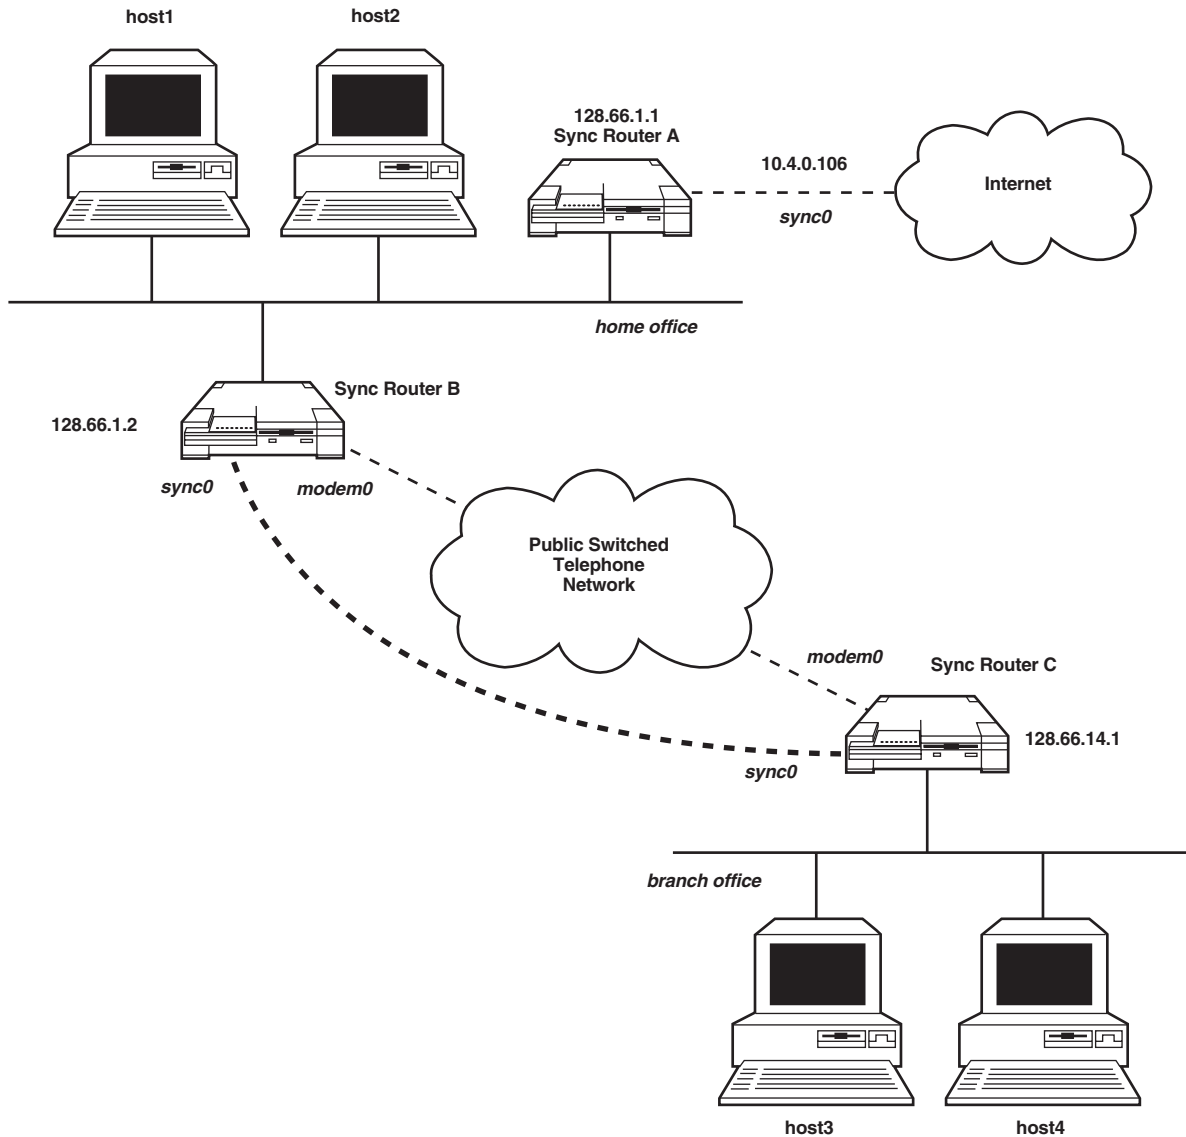 host1
host2
128.66.1.1
Sync Router A
10.4.0.106
sync0
Internet
home office
Sync Router B
128.66.1.2
sync0
modem0
Public Switched
Telephone
Network
modem0
Sync Router C
128.66.14.1
sync0
branch office
host3
host4